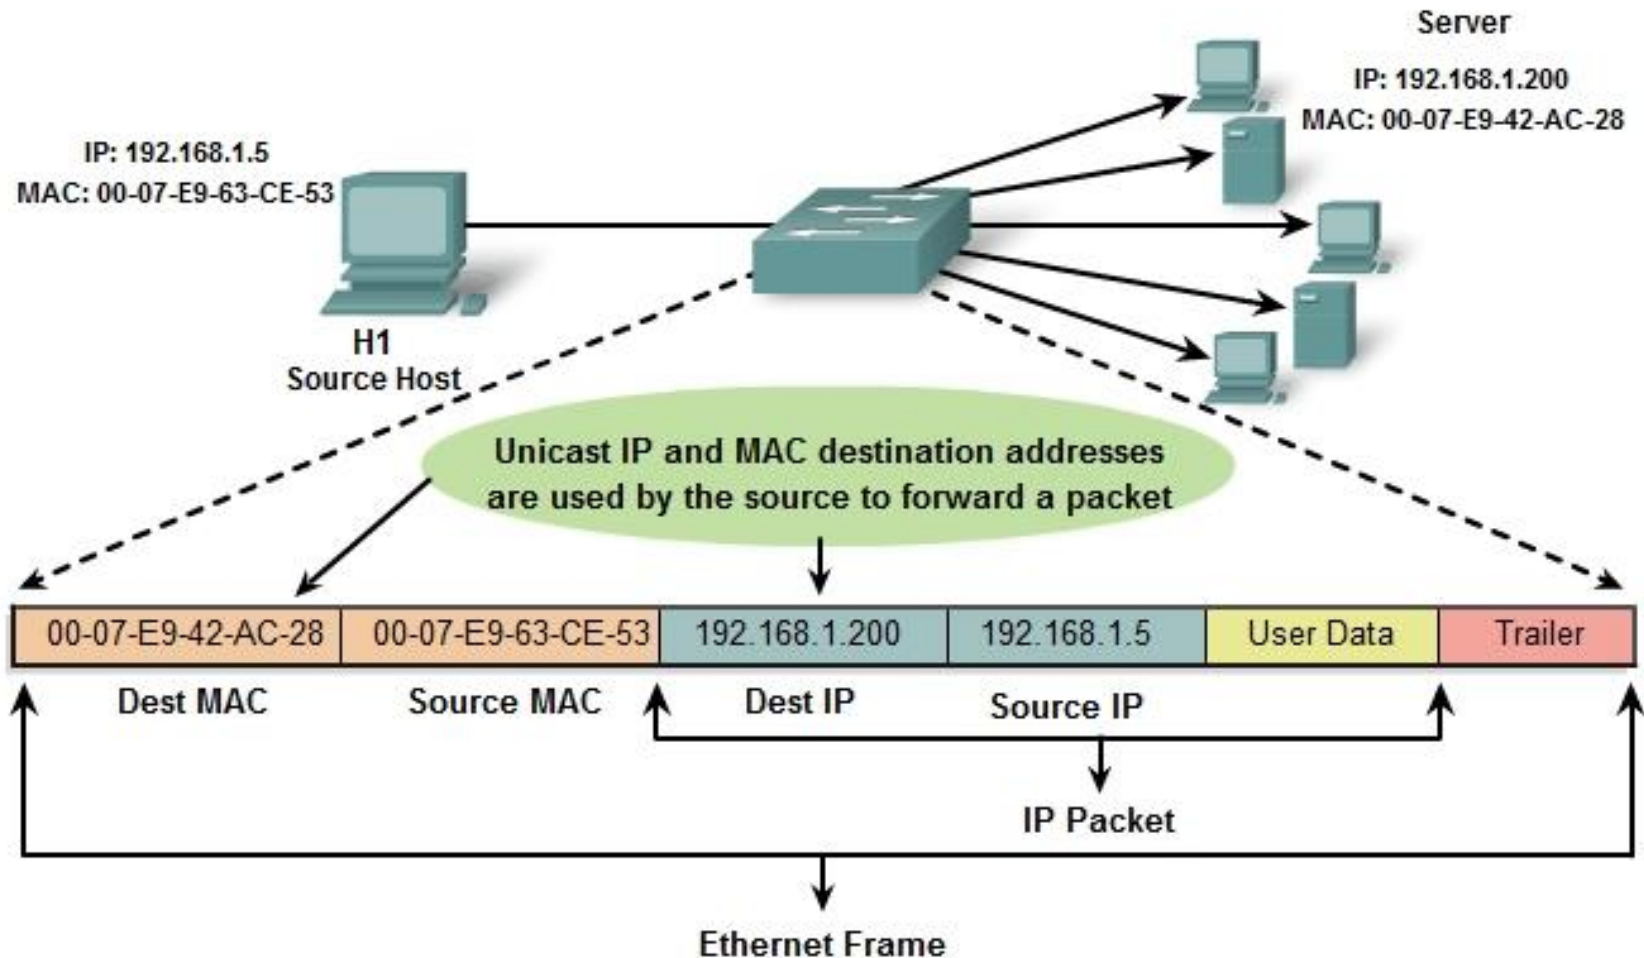 Server
IP: 192.168.1.200
MAC: 00-07-E9-42-AC-28
IP: 192.168.1.5
MAC: 00-07-E9-63-CE-53
H1
Source Host
Unicast IP and MAC destination addresses
are used by the source to forward a packet
00-07-E9-42-AC-28 00-07-E9-63-CE-53 192.168.1.200 192.168.1.5 User Data Trailer
Dest MAC Source MAC Dest IP Source IP
IP Packet
Ethernet Frame